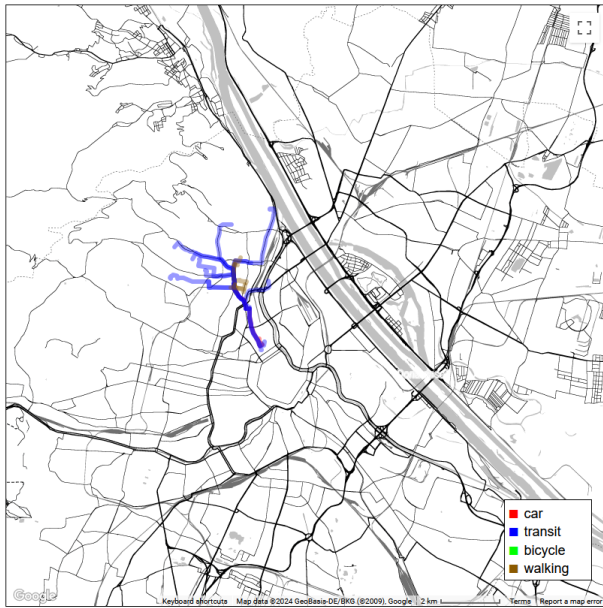 car
transit
bicycle
walking
Google
Keyboard shortcuts Map data ©2024 GeoBasis-DE/BKG (©2009), Google 2 km Terms Report a map error